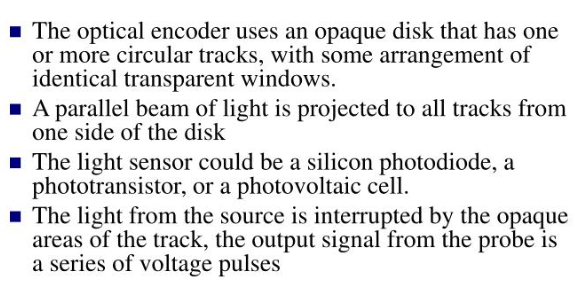 ■ The optical encoder uses an opaque disk that has one
or more circular tracks, with some arrangement of
identical transparent windows.
■ A parallel beam of light is projected to all tracks from
one side of the disk
■ The light sensor could be a silicon photodiode, a
phototransistor, or a photovoltaic cell.
■ The light from the source is interrupted by the opaque
areas of the track, the output signal from the probe is
a series of voltage pulses